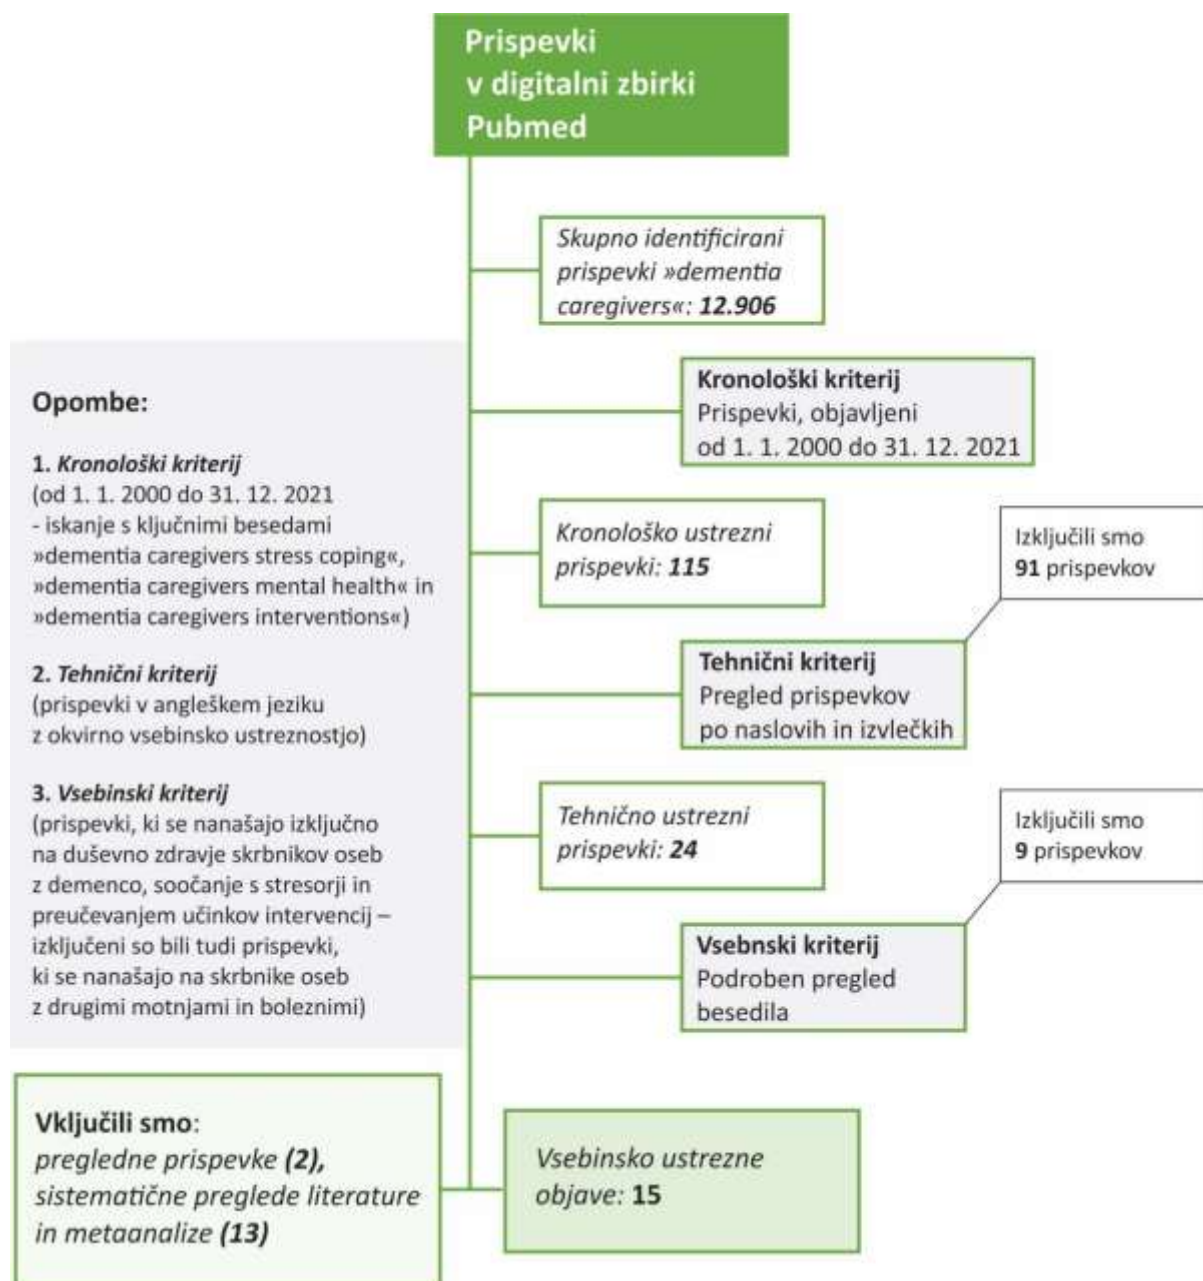 Prispevki
v digitalni zbirki
Pubmed
Skupno identificirani
prispevki »dementia
caregivers«: 12.906
Kronološki kriterij
Prispevki, objavljeni
od 1. 1. 2000 do 31. 12. 2021
Opombe:
1. Kronološki kriterij
(od 1. 1. 2000 do 31. 12. 2021
- iskanje s ključnimi besedami
»dementia caregivers stress coping«,
»dementia caregivers mental health« in
»dementia caregivers interventions«)
2. Tehnični kriterij
(prispevki v angleškem jeziku
z okvirno vsebinsko ustreznostjo)
3. Vsebinski kriterij
(prispevki, ki se nanašajo izključno
na duševno zdravje skrbnikov oseb
z demenco, soočanje s stresorji in
preučevanjem učinkov intervencij –
izključeni so bili tudi prispevki,
ki se nanašajo na skrbnike oseb
z drugimi motnjami in boleznimi)
Kronološko ustrezni
prispevki: 115
Izključili smo
91 prispevkov
Tehnični kriterij
Pregled prispevkov
po naslovih in izvlečkih
Tehnično ustrezni
prispevki: 24
Izključili smo
9 prispevkov
Vsebnski kriterij
Podroben pregled
besedila
Vključili smo:
pregledne prispevke (2),
sistematične preglede literature
in metaanalize (13)
Vsebinsko ustrezne
objave: 15